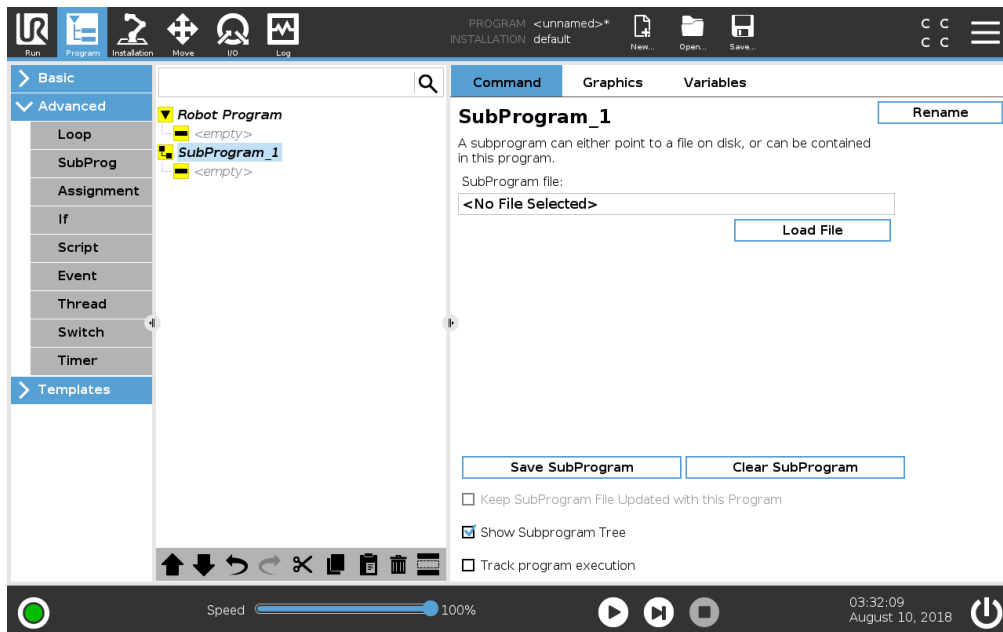 PROGRAM <unnamed>*
INSTALLATION default
C C
C C
Run
Program
Installation
Move
I/O
Log
New...
Open...
Save...
Basic
Advanced
Loop
SubProg
Assignment
If
Script
Event
Thread
Switch
Timer
Templates
Robot Program
<empty>
SubProgram_1
<empty>
Command
Graphics
Variables
SubProgram_1
Rename
A subprogram can either point to a file on disk, or can be contained
in this program.
SubProgram file:
<No File Selected>
Load File
Save SubProgram
Clear SubProgram
Keep SubProgram File Updated with this Program
Show Subprogram Tree
Track program execution
Speed
100%
03:32:09
August 10, 2018